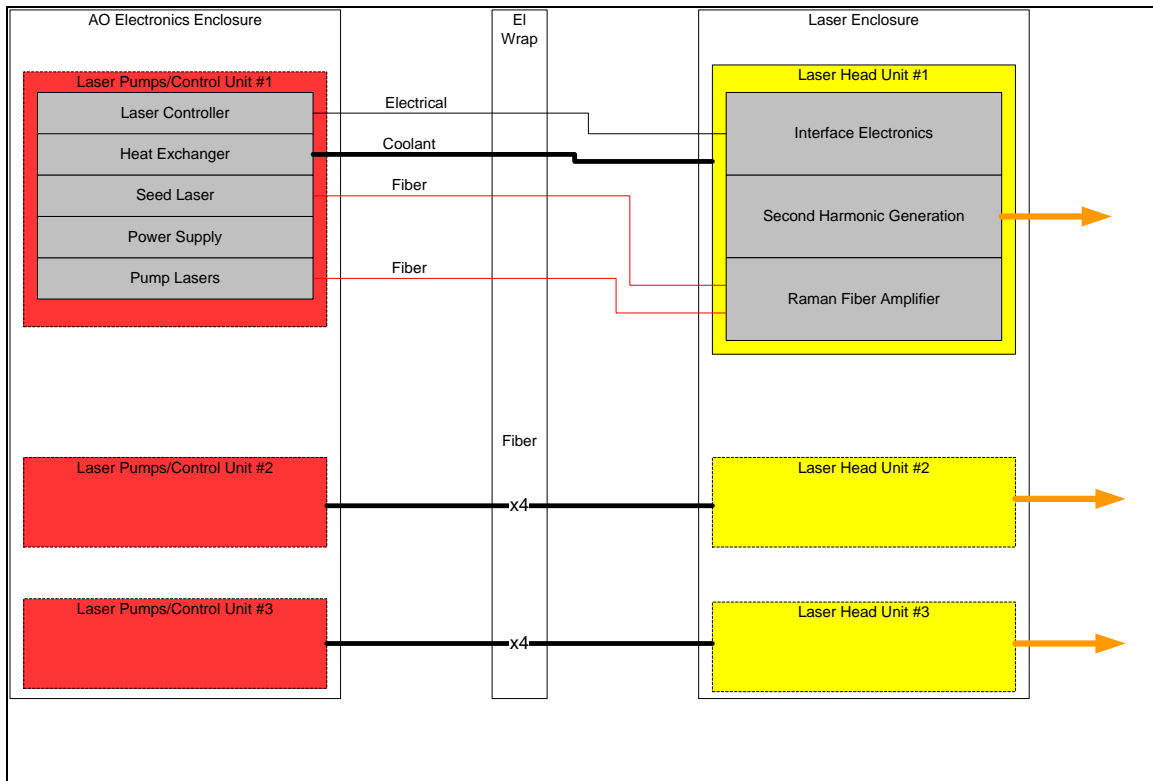 AO Electronics Enclosure
El
Wrap
Laser Enclosure
Laser Pumps/Control Unit #1
Laser Controller
Heat Exchanger
Seed Laser
Power Supply
Pump Lasers
Electrical
Coolant
Fiber
Fiber
Laser Head Unit #1
Interface Electronics
Second Harmonic Generation
Raman Fiber Amplifier
Fiber
Laser Pumps/Control Unit #2
x4
Laser Head Unit #2
Laser Pumps/Control Unit #3
x4
Laser Head Unit #3